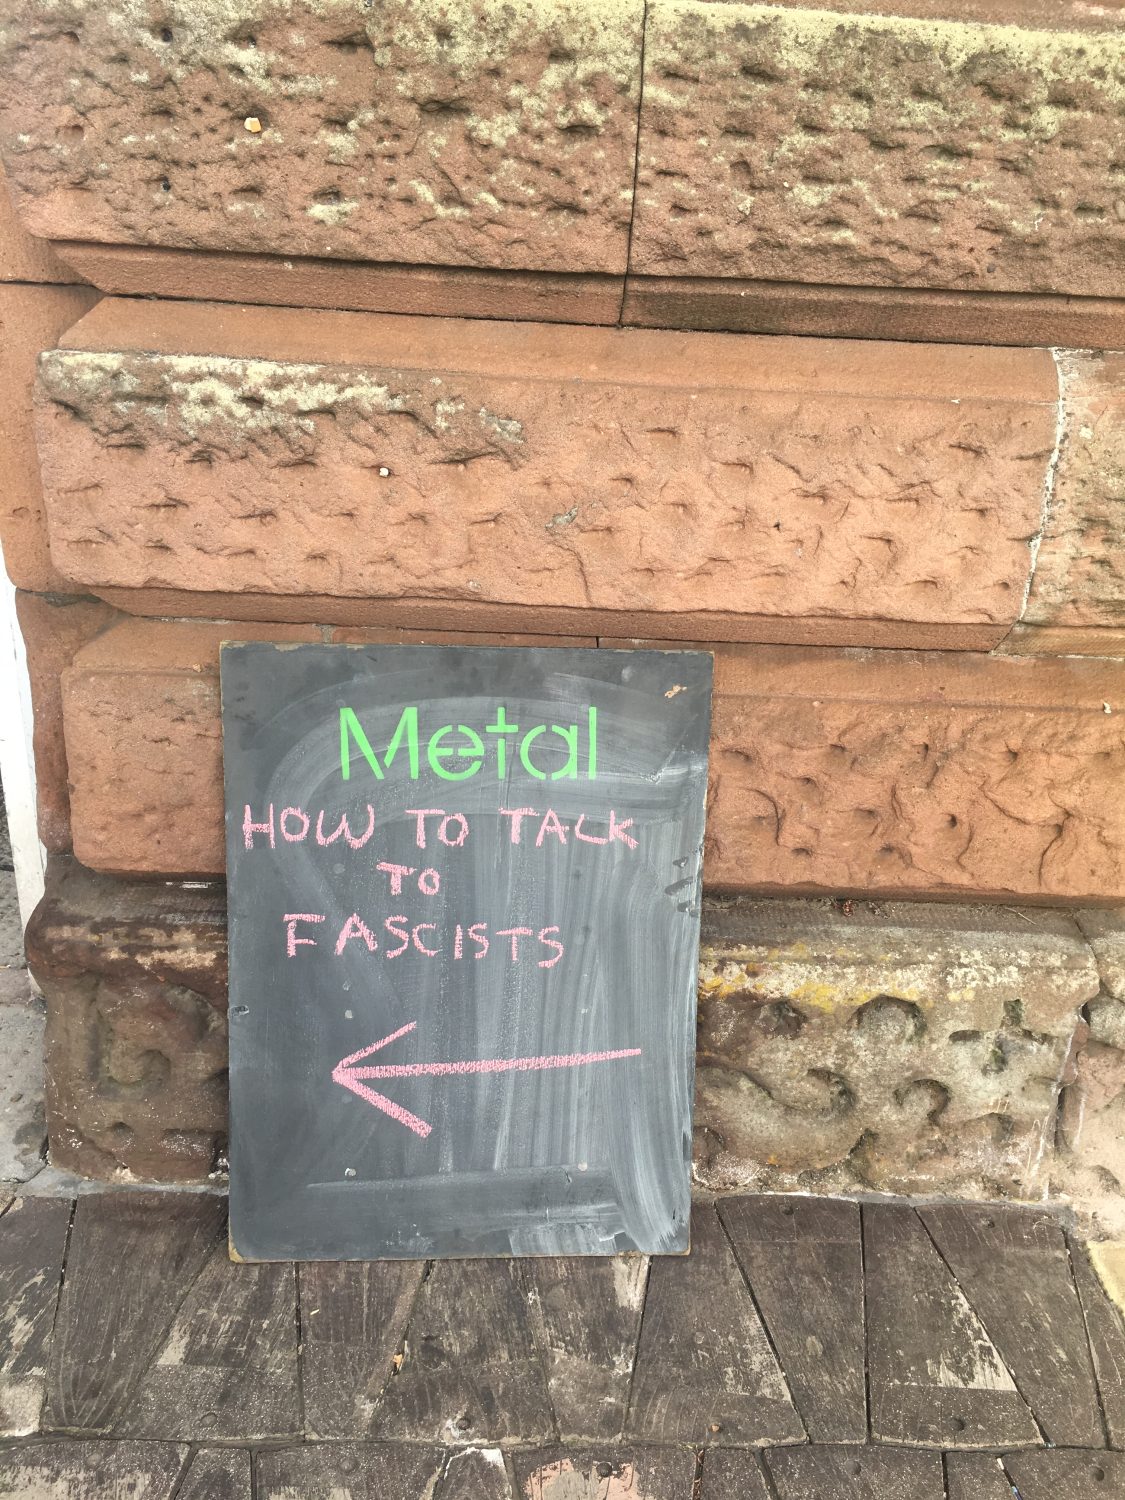 Metal
HOW TO TALK
TO
FASCISTS